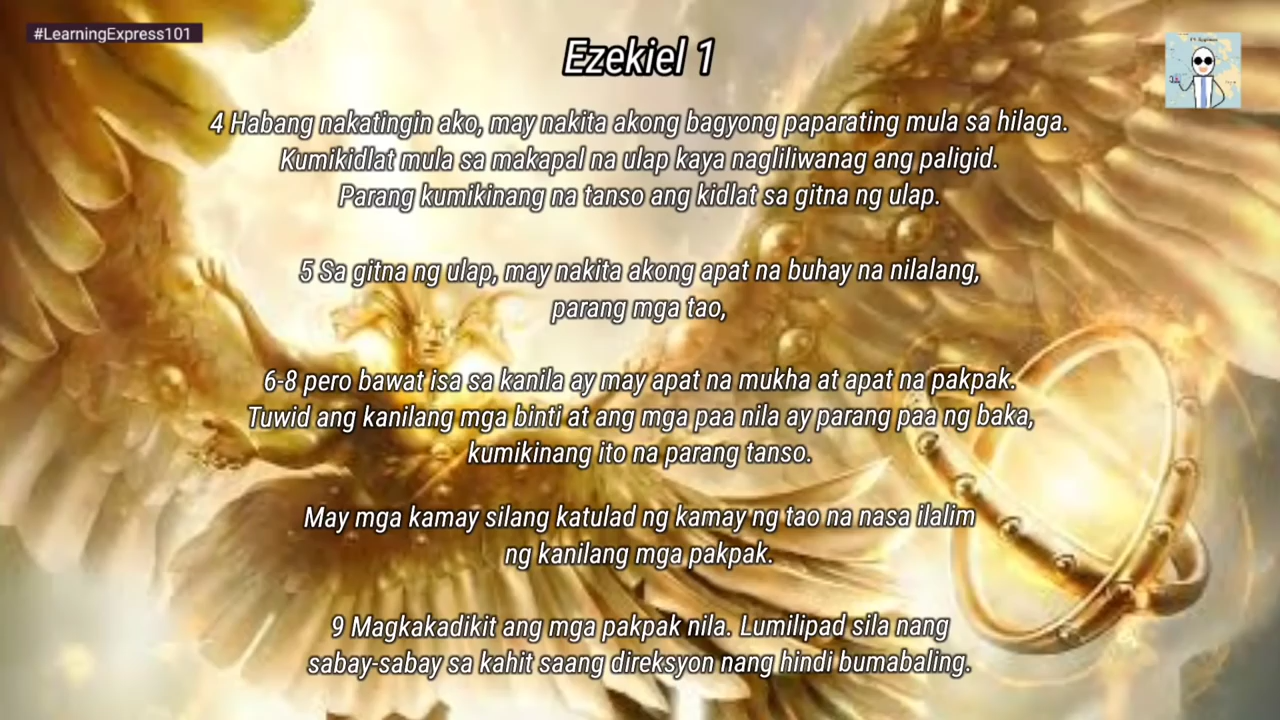 #LearningExpress101
Ezekiel 1
4 Habang nakatingin ako, may nakita akong bagyong paparating mula sa hilaga.
Kumikidlat mula sa makapal na ulap kaya nagliliwanag ang paligid.
Parang kumikinang na tanso ang kidlat sa gitna ng ulap.
5 Sa gitna ng ulap, may nakita akong apat na buhay na nilalang,
parang mga tao,
6-8 pero bawat isa sa kanila ay may apat na mukha at apat na pakpak.
Tuwid ang kanilang mga binti at ang mga paa nila ay parang paa ng baka,
kumikinang ito na parang tanso.
May mga kamay silang katulad ng kamay ng tao na nasa ilalim
ng kanilang mga pakpak.
9 Magkakadikit ang mga pakpak nila. Lumilipad sila nang
sabay-sabay sa kahit saang direksyon nang hindi bumabaling.